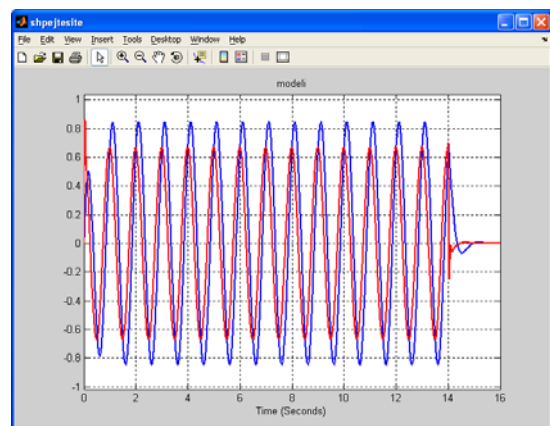 shpejtesite
File Edit View Insert Tools Desktop Window Help
modeli
1
0.8
0.6
0.4
0.2
0
-0.2
-0.4
-0.6
-0.8
-1
0 2 4 6 8 10 12 14 16
Time (Seconds)